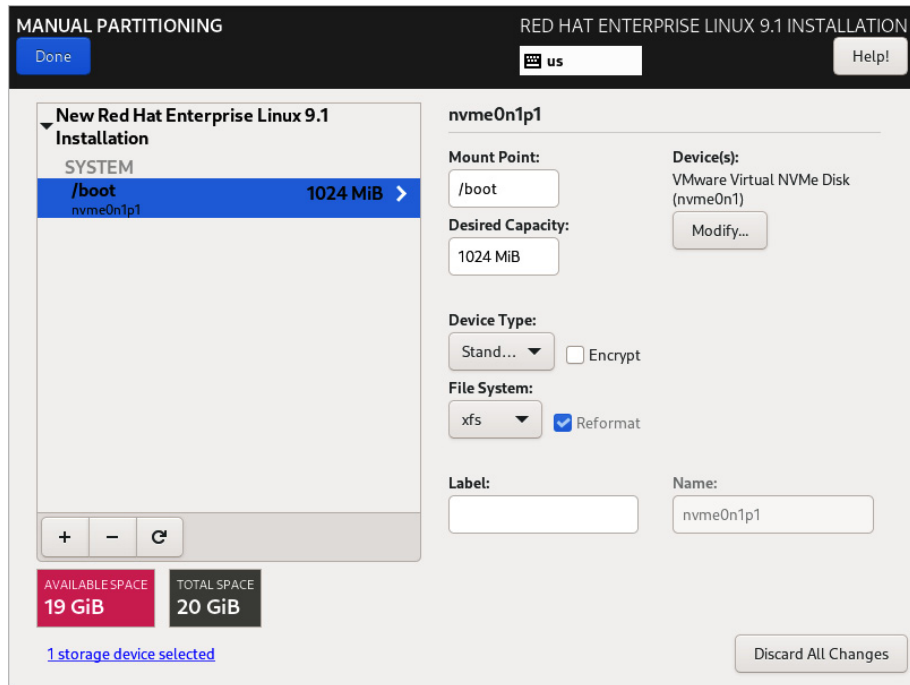 MANUAL PARTITIONING
RED HAT ENTERPRISE LINUX 9.1 INSTALLATION
Done
us
Help!
New Red Hat Enterprise Linux 9.1
Installation
SYSTEM
/boot
1024 MiB
nvme0n1p1
nvme0n1p1
Mount Point:
/boot
Desired Capacity:
1024 MiB
Device(s):
VMware Virtual NVMe Disk
(nvme0n1)
Modify...
Device Type:
Stand...
Encrypt
File System:
xfs
Reformat
Label:
Name:
nvme0n1p1
+
−
AVAILABLE SPACE
19 GiB
TOTAL SPACE
20 GiB
1 storage device selected
Discard All Changes